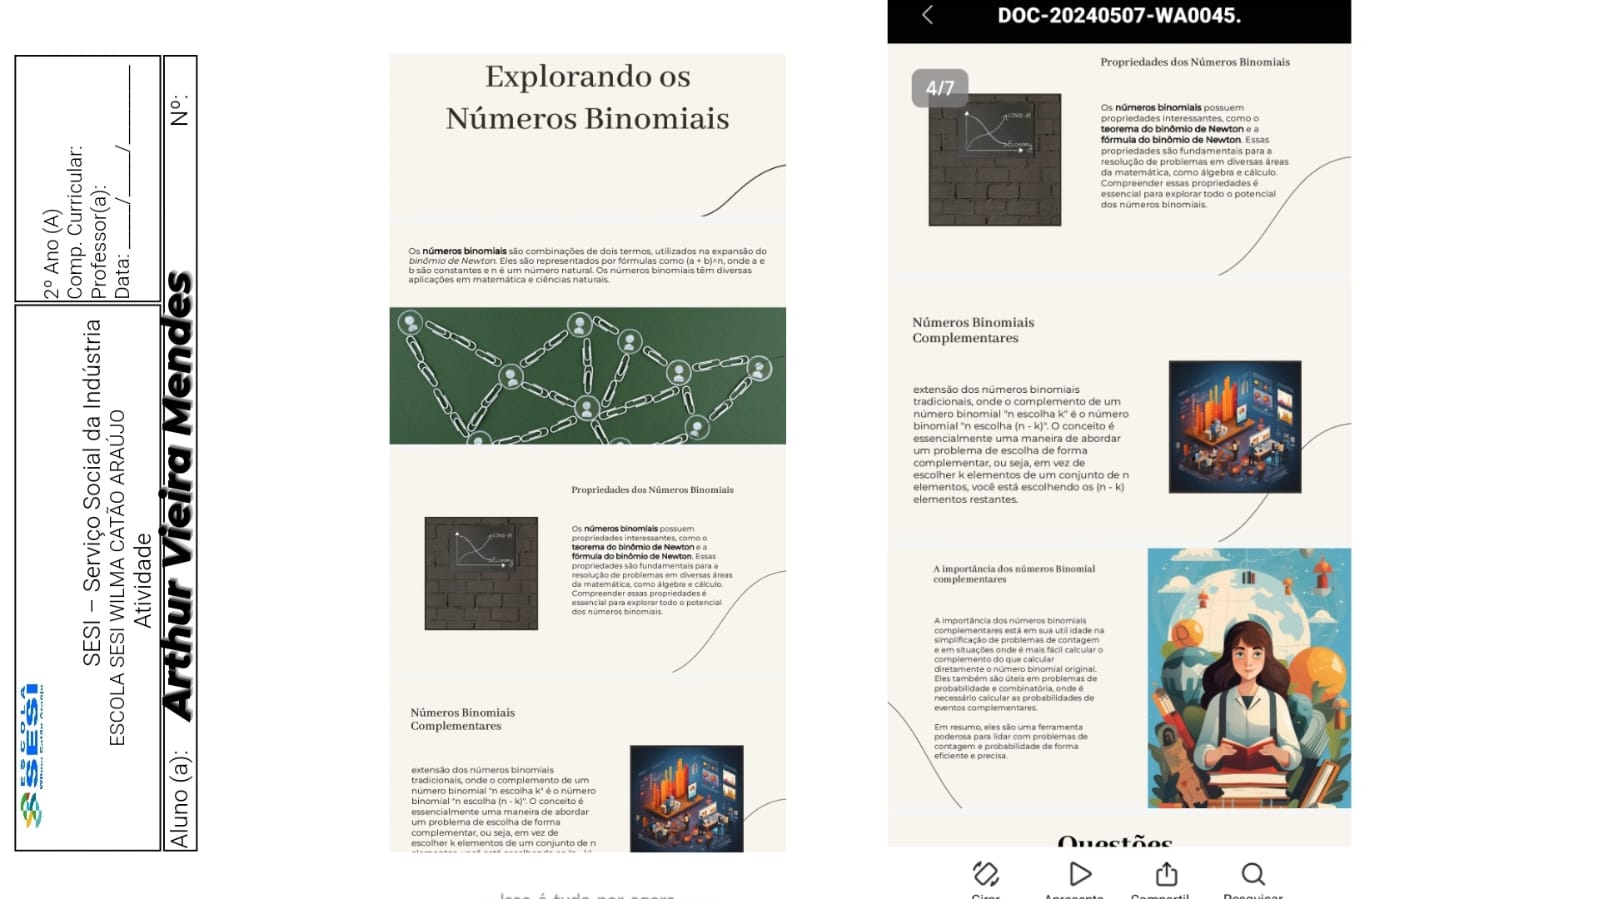 ESCOLA
SESI
Wilma Catão Araújo
SESI – Serviço Social da Indústria
ESCOLA SESI WILMA CATÃO ARAÚJO
Atividade
2º Ano (A)
Comp. Curricular:
Professor(a):
Data: ____/____/______
Aluno (a): Arthur Vieira Mendes Nº:
Explorando os
Números Binomiais
Os números binomiais são combinações de dois termos, utilizados na expansão do
binômio de Newton. Eles são representados por fórmulas como (a + b)^n, onde a e
b são constantes e n é um número natural. Os números binomiais têm diversas
aplicações em matemática e ciências naturais.
Propriedades dos Números Binomiais
COVID-19
Economy
Os números binomiais possuem
propriedades interessantes, como o
teorema do binômio de Newton e a
fórmula do binômio de Newton. Essas
propriedades são fundamentais para a
resolução de problemas em diversas áreas
da matemática, como álgebra e cálculo.
Compreender essas propriedades é
essencial para explorar todo o potencial
dos números binomiais.
Números Binomiais
Complementares
extensão dos números binomiais
tradicionais, onde o complemento de um
número binomial "n escolha k" é o número
binomial "n escolha (n - k)". O conceito é
essencialmente uma maneira de abordar
um problema de escolha de forma
complementar, ou seja, em vez de
escolher k elementos de um conjunto de n
Isso é tudo por agora
DOC-20240507-WA0045.
4/7
Propriedades dos Números Binomiais
COVID-19
Economy
Os números binomiais possuem
propriedades interessantes, como o
teorema do binômio de Newton e a
fórmula do binômio de Newton. Essas
propriedades são fundamentais para a
resolução de problemas em diversas áreas
da matemática, como álgebra e cálculo.
Compreender essas propriedades é
essencial para explorar todo o potencial
dos números binomiais.
Números Binomiais
Complementares
extensão dos números binomiais
tradicionais, onde o complemento de um
número binomial "n escolha k" é o número
binomial "n escolha (n - k)". O conceito é
essencialmente uma maneira de abordar
um problema de escolha de forma
complementar, ou seja, em vez de
escolher k elementos de um conjunto de n
elementos, você está escolhendo os (n - k)
elementos restantes.
A importância dos números Binomial
complementares
A importância dos números binomiais
complementares está em sua util idade na
simplificação de problemas de contagem
e em situações onde é mais fácil calcular o
complemento do que calcular
diretamente o número binomial original.
Eles também são úteis em problemas de
probabilidade e combinatória, onde é
necessário calcular as probabilidades de
eventos complementares.
Em resumo, eles são uma ferramenta
poderosa para lidar com problemas de
contagem e probabilidade de forma
eficiente e precisa.
Questões
Girar
Apresenta
Compartil
Pesquisar